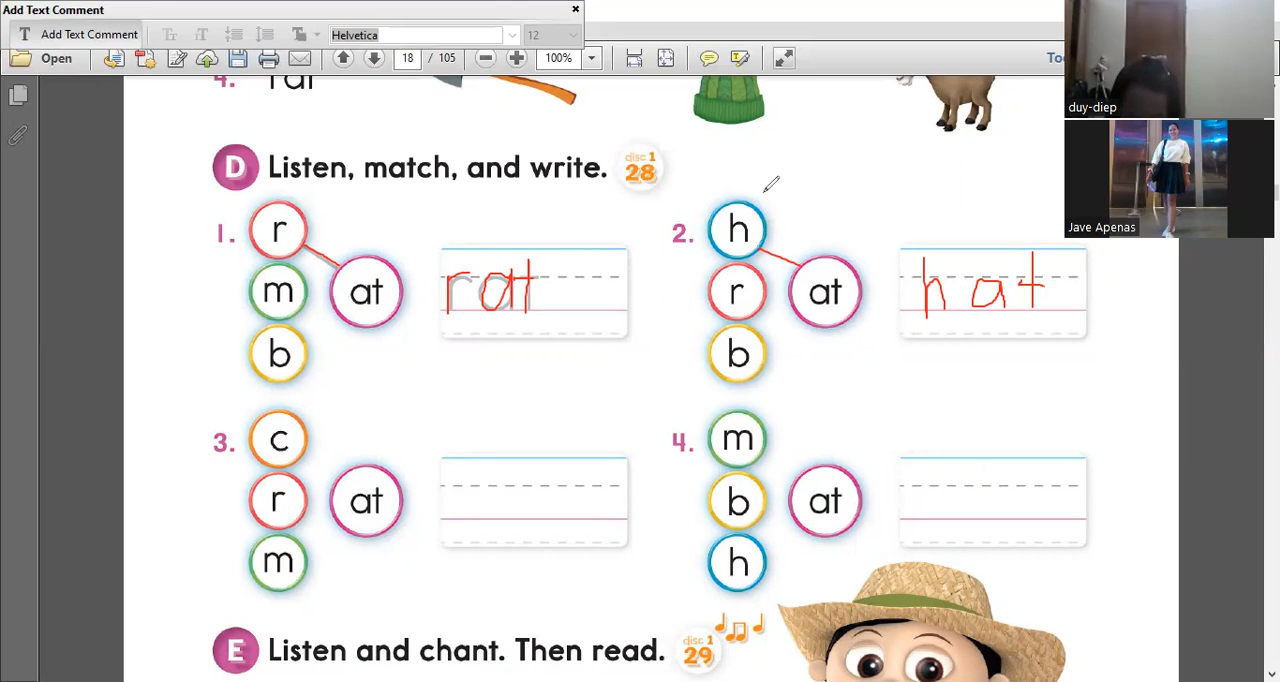 Add Text Comment
Add Text Comment Helvetica 12
Open 18 / 105 100%
duy-diep
Jave Apenas
D Listen, match, and write. disc 1 28
1. r m b at rat
2. h r b at hat
3. c r m at
4. m b h at
E Listen and chant. Then read. disc 1 29